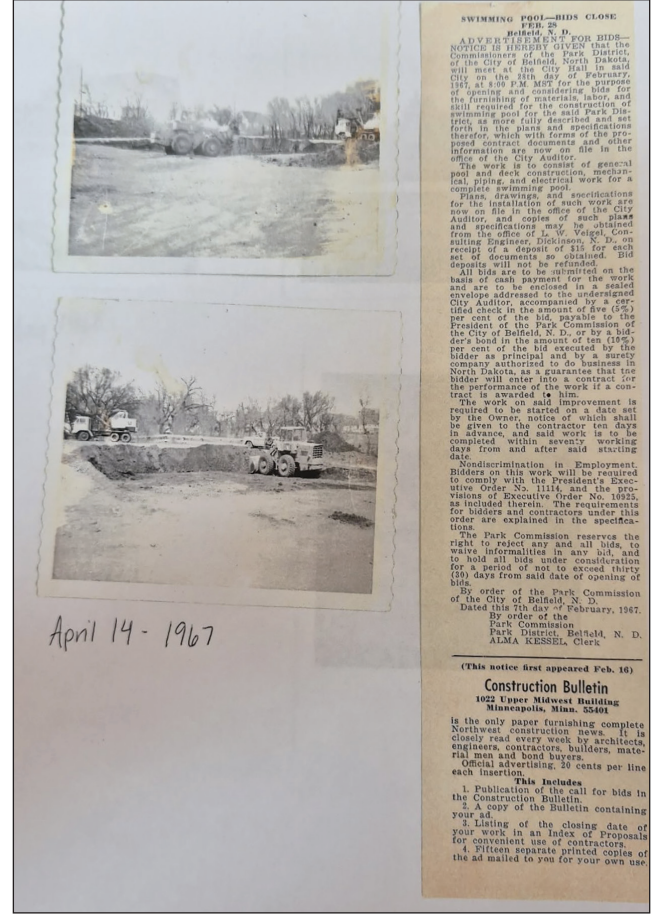 SWIMMING POOL—BIDS CLOSE
FEB. 28
Belfield, N. D.
ADVERTISEMENT FOR BIDS—
NOTICE IS HEREBY GIVEN that the
Commissioners of the Park District,
of the City of Belfield, North Dakota,
will meet at the City Hall in said
City on the 28th day of February,
1967, at 8:00 P.M. MST for the purpose
of opening and considering bids for
the furnishing of materials, labor, and
skill required for the construction of
swimming pool for the said Park Dis-
trict, as more fully described and set
forth in the plans and specifications
therefor, which with forms of the pro-
posed contract documents and other
information are now on file in the
office of the City Auditor.
The work is to consist of general
pool and deck construction, mechan-
ical, piping, and electrical work for a
complete swimming pool.
Plans, drawings, and specifications
for the installation of such work are
now on file in the office of the City
Auditor, and copies of such plans
and specifications may be obtained
from the office of L. W. Veigel, Con-
sulting Engineer, Dickinson, N. D., on
receipt of a deposit of $15 for each
set of documents so obtained. Bid
deposits will not be refunded.
All bids are to be submitted on the
basis of cash payment for the work
and are to be enclosed in a sealed
envelope addressed to the undersigned
City Auditor, accompanied by a cer-
tified check in the amount of five (5%)
per cent of the bid, payable to the
President of the Park Commission of
the City of Belfield, N. D., or by a bid-
der's bond in the amount of ten (10%)
per cent of the bid executed by the
bidder as principal and by a surety
company authorized to do business in
North Dakota, as a guarantee that the
bidder will enter into a contract for
the performance of the work if a con-
tract is awarded to him.
The work on said improvement is
required to be started on a date set
by the Owner, notice of which shall
be given to the contractor ten days
in advance, and said work is to be
completed within seventy working
days from and after said starting
date.
Nondiscrimination in Employment.
Bidders on this work will be required
to comply with the President's Exec-
utive Order No. 11114, and the pro-
visions of Executive Order No. 10925,
as included therein. The requirements
for bidders and contractors under this
order are explained in the specifica-
tions.
The Park Commission reserves the
right to reject any and all bids, to
waive informalities in any bid, and
to hold all bids under consideration
for a period of not to exceed thirty
(30) days from said date of opening of
bids.
By order of the Park Commission
of the City of Belfield, N. D.
Dated this 7th day of February, 1967.
By order of the
Park Commission
Park District, Belfield, N. D.
ALMA KESSEL, Clerk
(This notice first appeared Feb. 16)
Construction Bulletin
1022 Upper Midwest Building
Minneapolis, Minn. 55401
is the only paper furnishing complete
Northwest construction news. It is
closely read every week by architects,
engineers, contractors, builders, mate-
rial men and bond buyers.
Official advertising, 20 cents per line
each insertion.
This Includes
1. Publication of the call for bids in
the Construction Bulletin.
2. A copy of the Bulletin containing
your ad.
3. Listing of the closing date of
your work in an Index of Proposals
for convenient use of contractors.
4. Fifteen separate printed copies of
the ad mailed to you for your own use.
April 14 - 1967